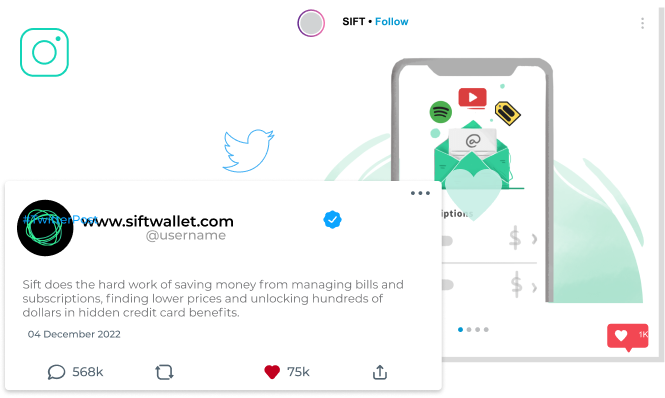 SIFT • Follow
iptions
$
$
#TwitterPost
www.siftwallet.com
@username
Sift does the hard work of saving money from managing bills and
subscriptions, finding lower prices and unlocking hundreds of
dollars in hidden credit card benefits.
04 December 2022
568k
75k
1K